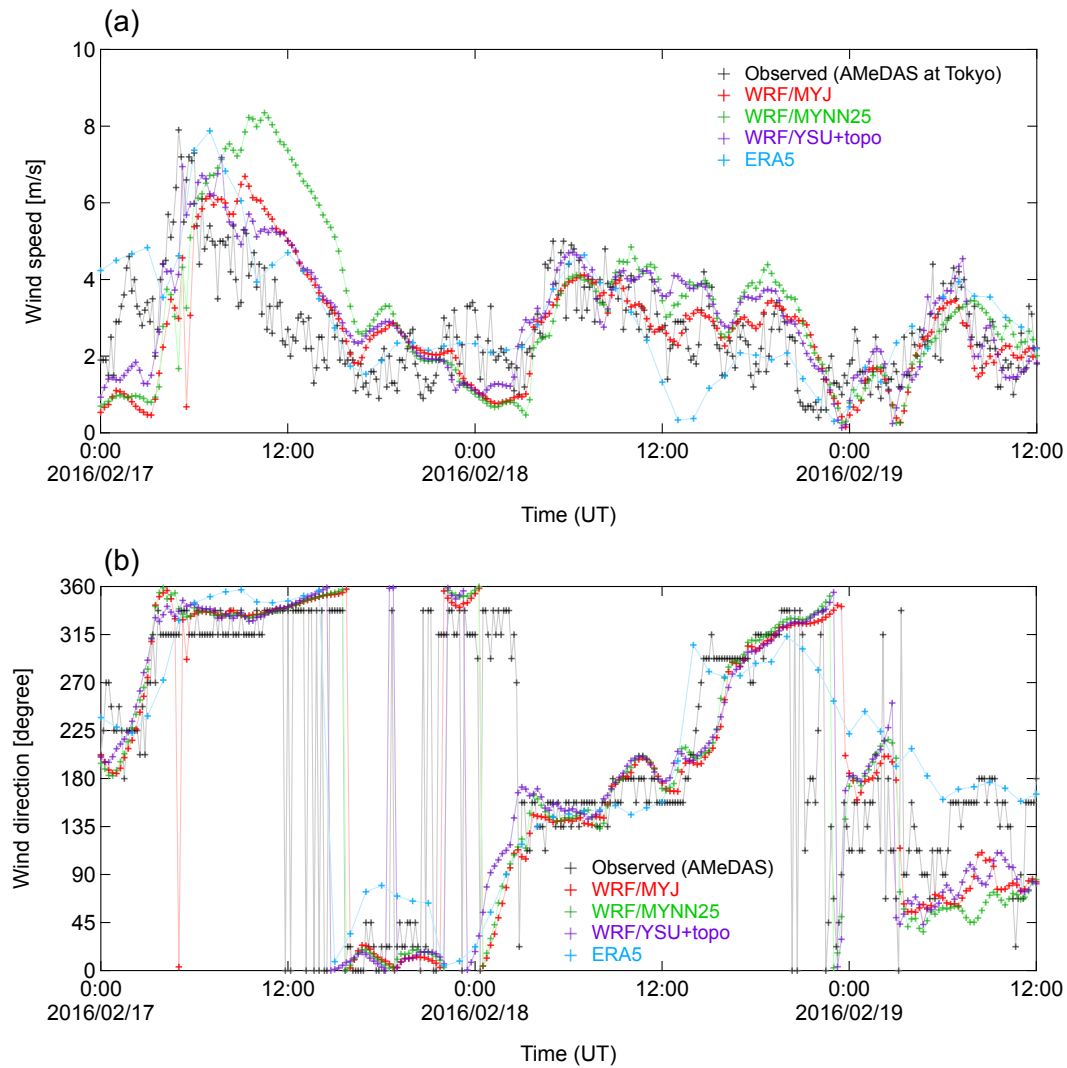 (a)
10
8
6
4
2
0
Wind speed [m/s]
Observed (AMeDAS at Tokyo)
WRF/MYJ
WRF/MYNN25
WRF/YSU+topo
ERA5
0:00 12:00 0:00 12:00 0:00 12:00
2016/02/17 2016/02/18 2016/02/19
Time (UT)
(b)
360
315
270
225
180
135
90
45
0
Wind direction [degree]
Observed (AMeDAS)
WRF/MYJ
WRF/MYNN25
WRF/YSU+topo
ERA5
0:00 12:00 0:00 12:00 0:00 12:00
2016/02/17 2016/02/18 2016/02/19
Time (UT)